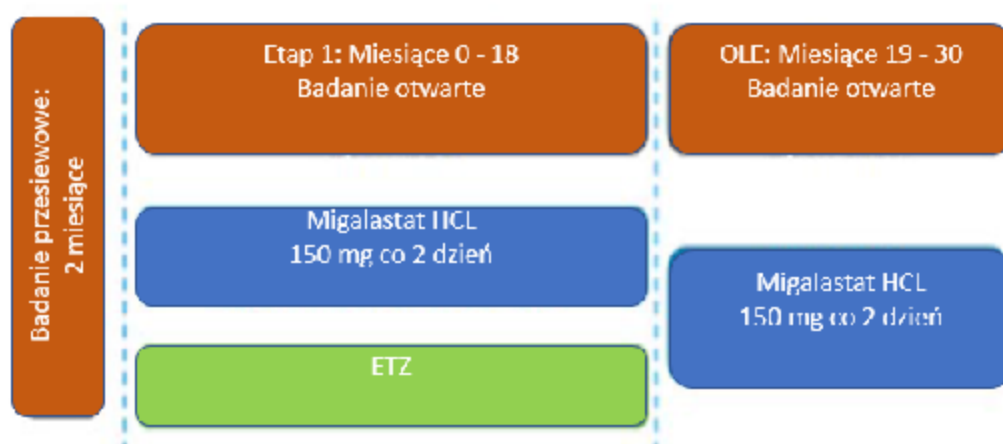 Badanie przesiewowe:
2 miesiące
Etap 1: Miesiące 0 - 18
Badanie otwarte
Migalastat HCL
150 mg co 2 dzień
ETZ
OLE: Miesiące 19 - 30
Badanie otwarte
Migalastat HCL
150 mg co 2 dzień